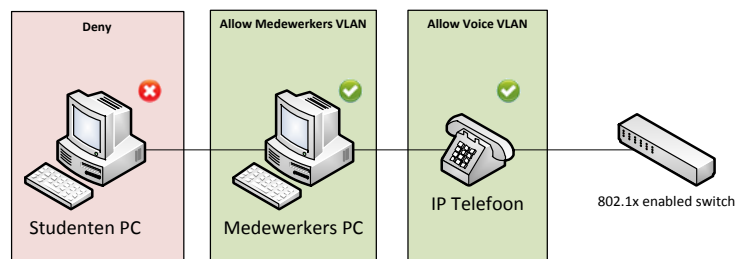 Deny
Allow Medewerkers VLAN
Allow Voice VLAN
Studenten PC
Medewerkers PC
IP Telefoon
802.1x enabled switch